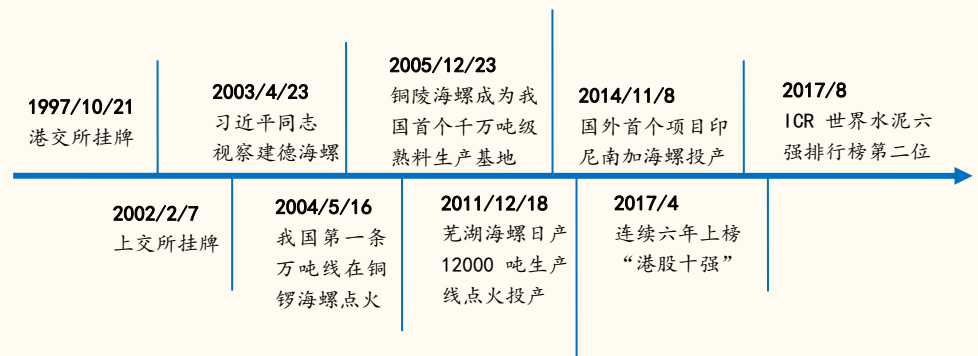 1997/10/21
港交所挂牌
2002/2/7
上交所挂牌
2003/4/23
习近平同志
视察建德海螺
2004/5/16
我国第一条
万吨线在铜
锣海螺点火
2005/12/23
铜陵海螺成为我
国首个千万吨级
熟料生产基地
2011/12/18
芜湖海螺日产
12000 吨生产
线点火投产
2014/11/8
国外首个项目印
尼南加海螺投产
2017/4
连续六年上榜
“港股十强”
2017/8
ICR 世界水泥六
强排行榜第二位